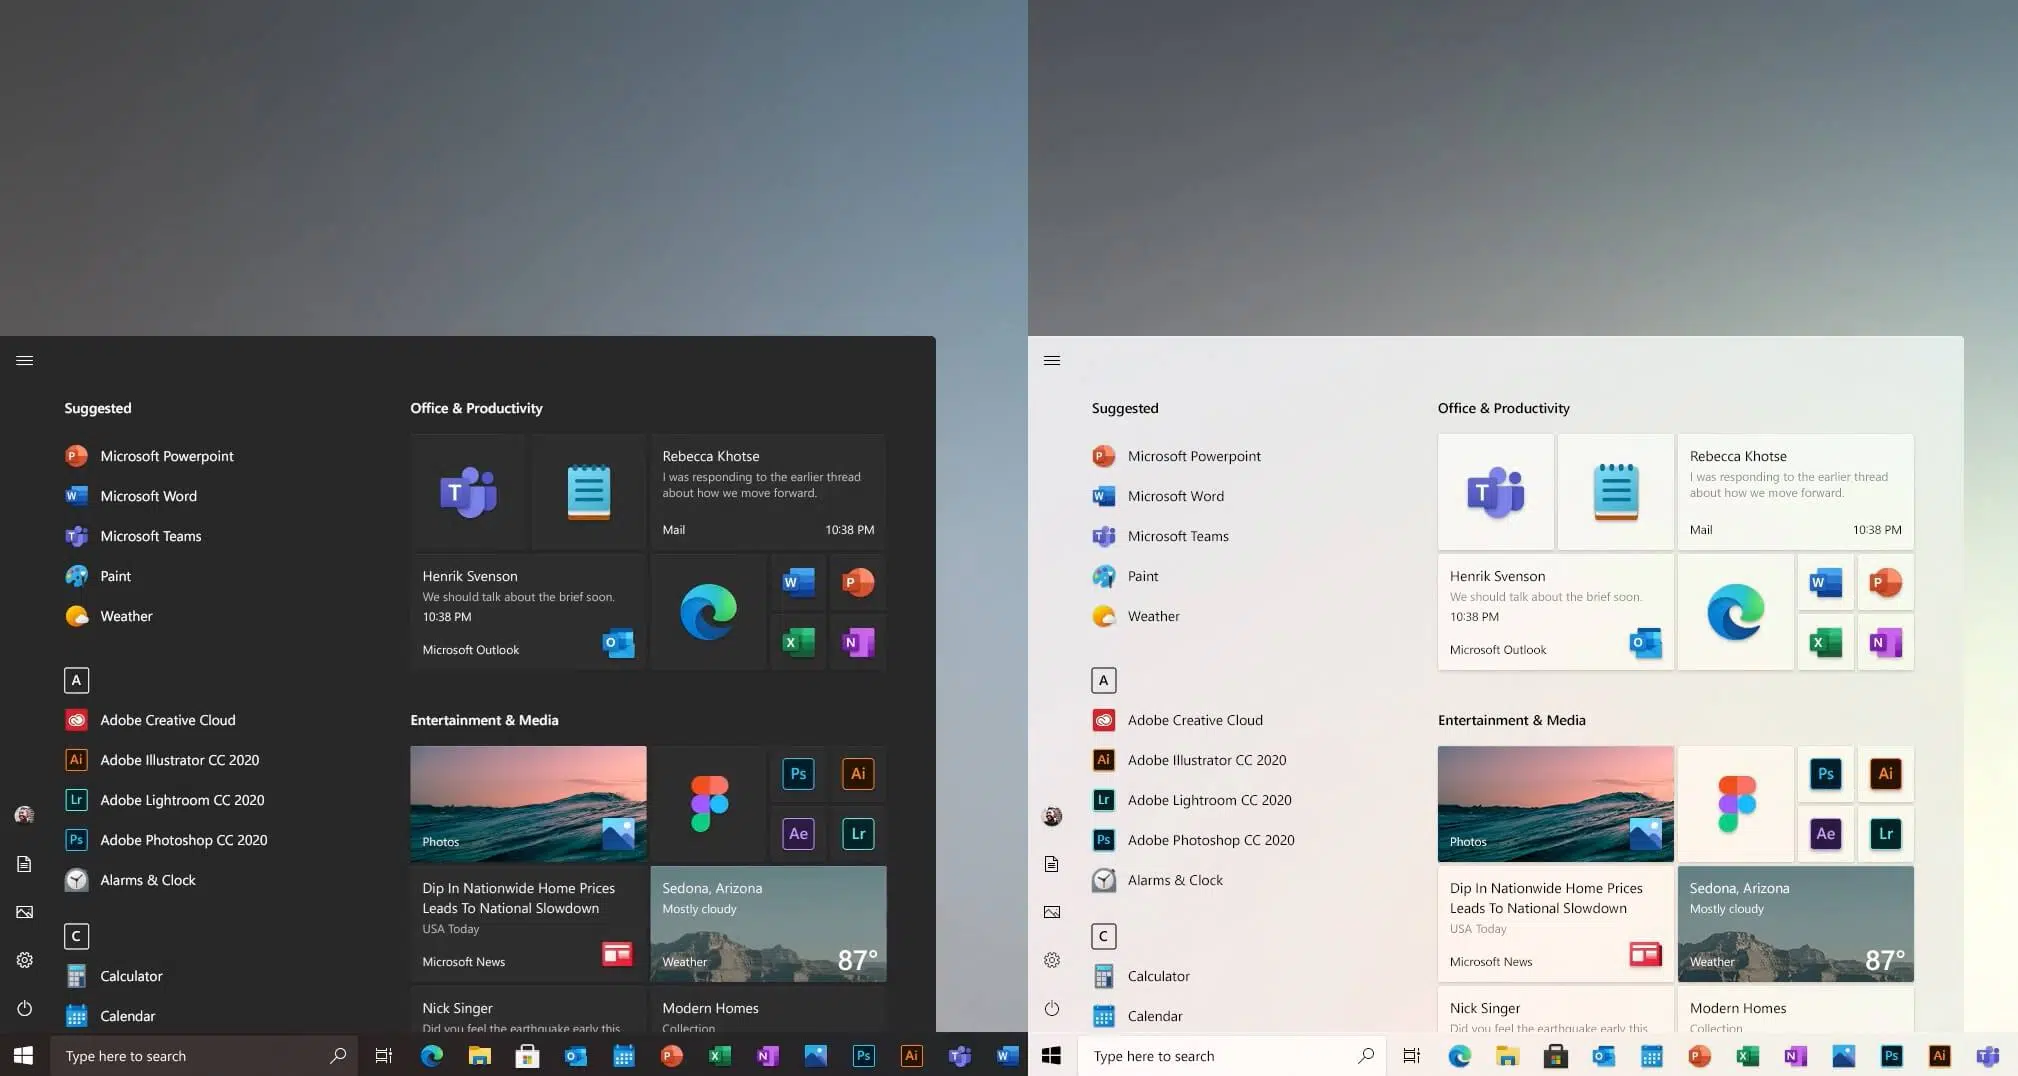 Suggested
Microsoft Powerpoint
Microsoft Word
Microsoft Teams
Paint
Weather
A
Adobe Creative Cloud
Ai Adobe Illustrator CC 2020
Lr Adobe Lightroom CC 2020
Ps Adobe Photoshop CC 2020
Alarms & Clock
C
Calculator
Calendar
Office & Productivity
T
Rebecca Khotse
I was responding to the earlier thread
about how we move forward.
Mail 10:38 PM
Henrik Svenson
We should talk about the brief soon.
10:38 PM
Microsoft Outlook
O
W P
X N
Entertainment & Media
Photos
Ps Ai
Ae Lr
Dip In Nationwide Home Prices
Leads To National Slowdown
USA Today
Microsoft News
Sedona, Arizona
Mostly cloudy
Weather 87°
Nick Singer
Did you feel the earthquake early this
Modern Homes
Collection
Type here to search
Ps Ai
Suggested
Microsoft Powerpoint
Microsoft Word
Microsoft Teams
Paint
Weather
A
Adobe Creative Cloud
Ai Adobe Illustrator CC 2020
Lr Adobe Lightroom CC 2020
Ps Adobe Photoshop CC 2020
Alarms & Clock
C
Calculator
Calendar
Office & Productivity
T
Rebecca Khotse
I was responding to the earlier thread
about how we move forward.
Mail 10:38 PM
Henrik Svenson
We should talk about the brief soon.
10:38 PM
Microsoft Outlook
O
W P
X N
Entertainment & Media
Photos
Ps Ai
Ae Lr
Dip In Nationwide Home Prices
Leads To National Slowdown
USA Today
Microsoft News
Sedona, Arizona
Mostly cloudy
Weather 87°
Nick Singer
Did you feel the earthquake early this
Modern Homes
Collection
Type here to search
Ps Ai